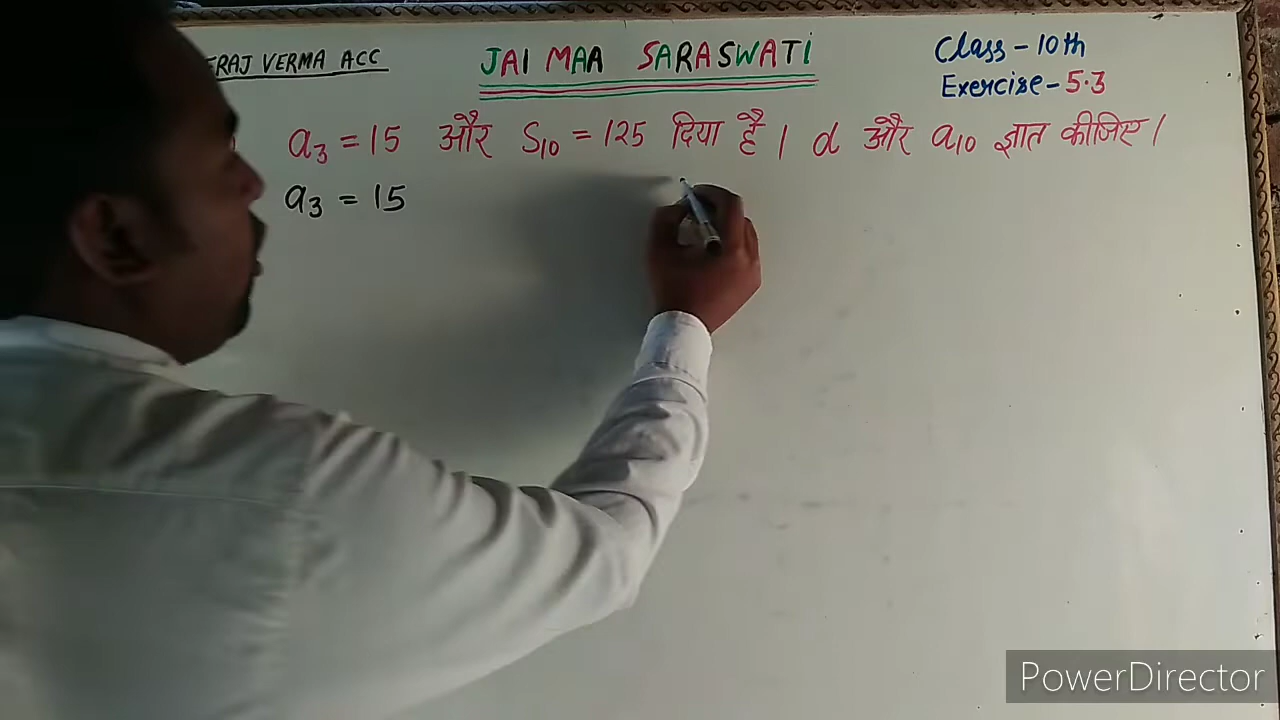 VERMA ACC
JAI MAA SARASWATI
Class - 10th
Exercise - 5.3
a₃ = 15 और S₁₀ = 125 दिया है। d और a₁₀ ज्ञात कीजिए।
a₃ = 15
PowerDirector